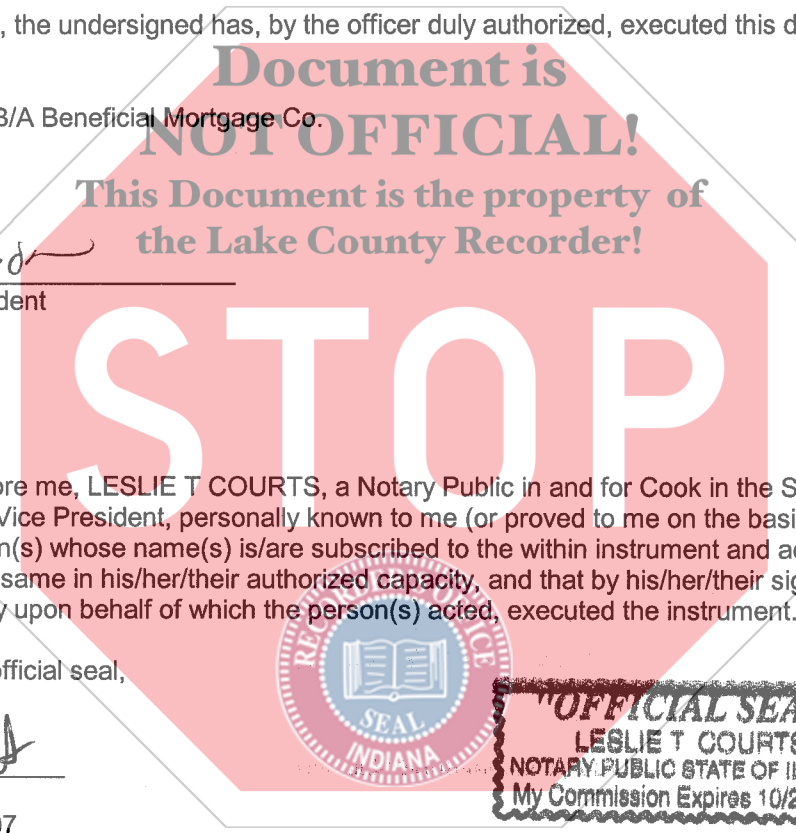 , the undersigned has, by the officer duly authorized, executed this d
Document is
B/A Beneficial Mortgage Co.
NOT OFFICIAL!
This Document is the property of
the Lake County Recorder!
dent
STOP
ore me, LESLIE T COURTS, a Notary Public in and for Cook in the S
Vice President, personally known to me (or proved to me on the basi
n(s) whose name(s) is/are subscribed to the within instrument and a
same in his/her/their authorized capacity, and that by his/her/their sig
y upon behalf of which the person(s) acted, executed the instrument.
RECORDER'S OFFICE
fficial seal,
SEAL
INDIANA
"OFFICIAL SEA
LESLIE T COURTS
NOTARY PUBLIC STATE OF IL
My Commission Expires 10/2
07